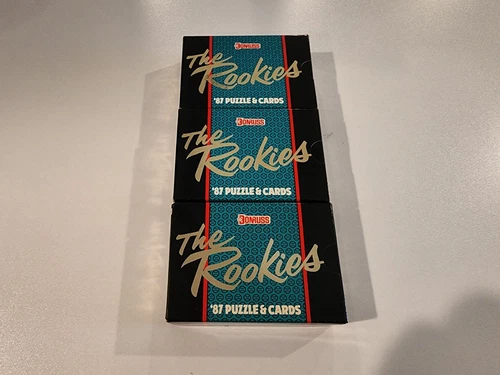 DONRUSS
The
Rookies
'87 PUZZLE & CARDS
DONRUSS
The
Rookies
'87 PUZZLE & CARDS
DONRUSS
The
Rookies
'87 PUZZLE & CARDS